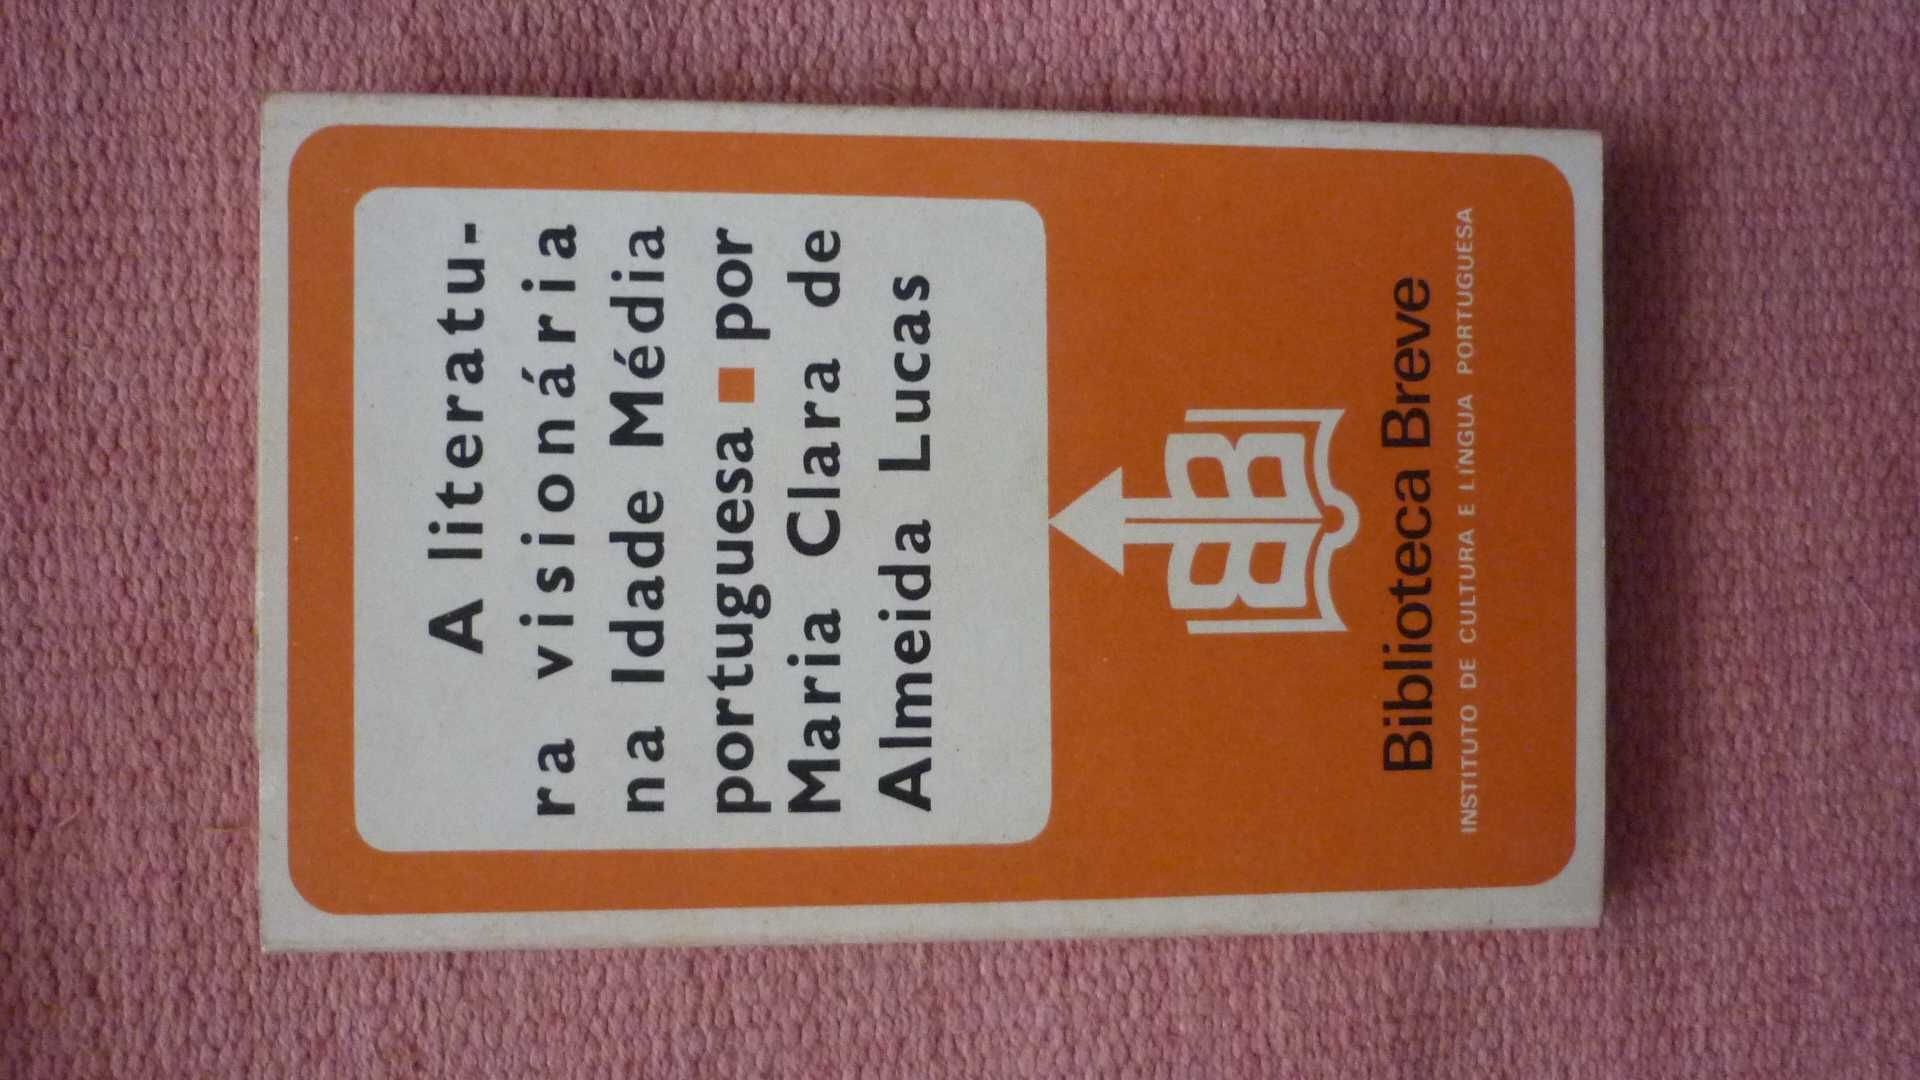 A literatu-
ra visionária
na Idade Média
portuguesa ■ por
Maria Clara de
Almeida Lucas
BB
Biblioteca Breve
INSTITUTO DE CULTURA E LÍNGUA PORTUGUESA